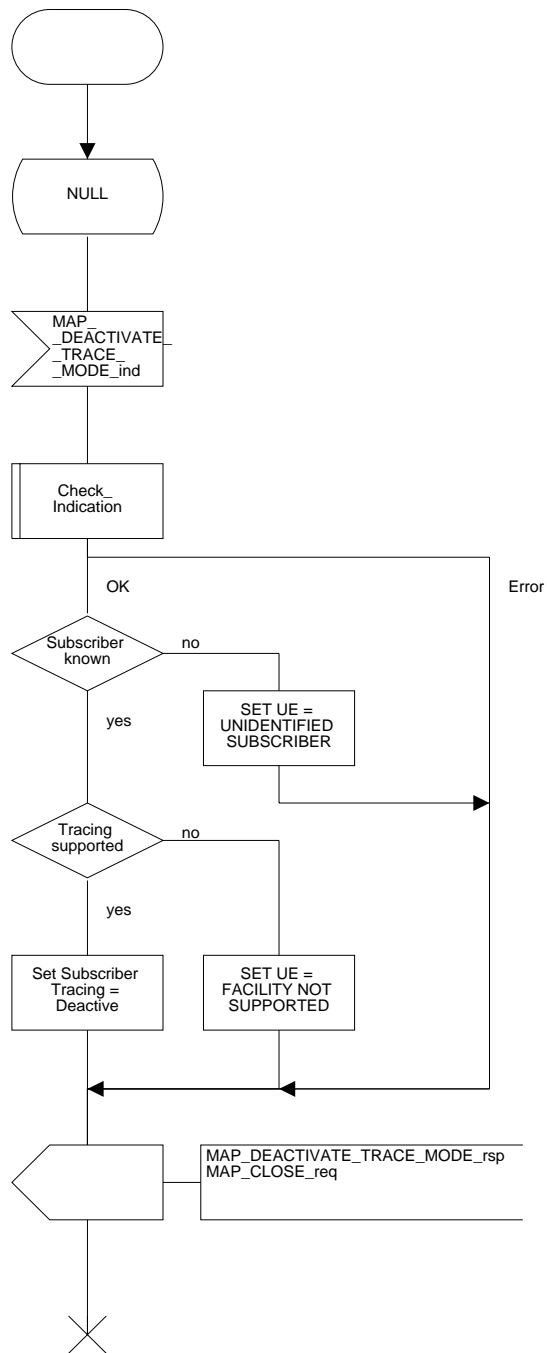 NULL
MAP_
_DEACTIVATE_
_TRACE_
_MODE_ind
Check_
Indication
OK
Error
Subscriber
known
no
yes
SET UE =
UNIDENTIFIED
SUBSCRIBER
Tracing
supported
no
yes
Set Subscriber
Tracing =
Deactive
SET UE =
FACILITY NOT
SUPPORTED
MAP_DEACTIVATE_TRACE_MODE_rsp
MAP_CLOSE_req